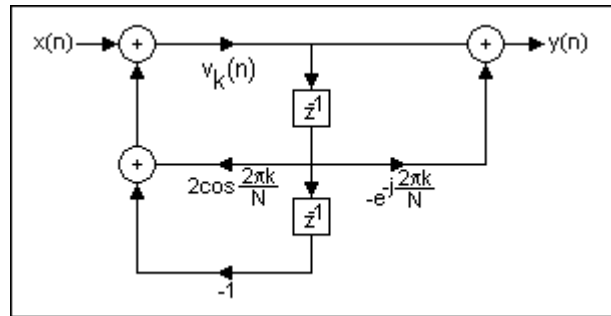 x(n) + + y(n)
v_k(n)
z^-1
+ 2cos 2πk/N -e^-j 2πk/N
z^-1
-1